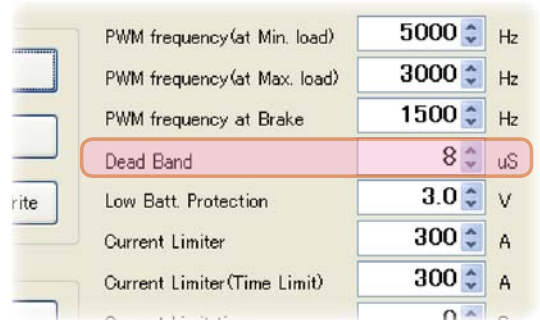 PWM frequency(at Min. load) 5000 Hz
PWM frequency(at Max. load) 3000 Hz
PWM frequency at Brake 1500 Hz
Dead Band 8 uS
rite Low Batt. Protection 3.0 V
Current Limiter 300 A
Current Limiter(Time Limit) 300 A